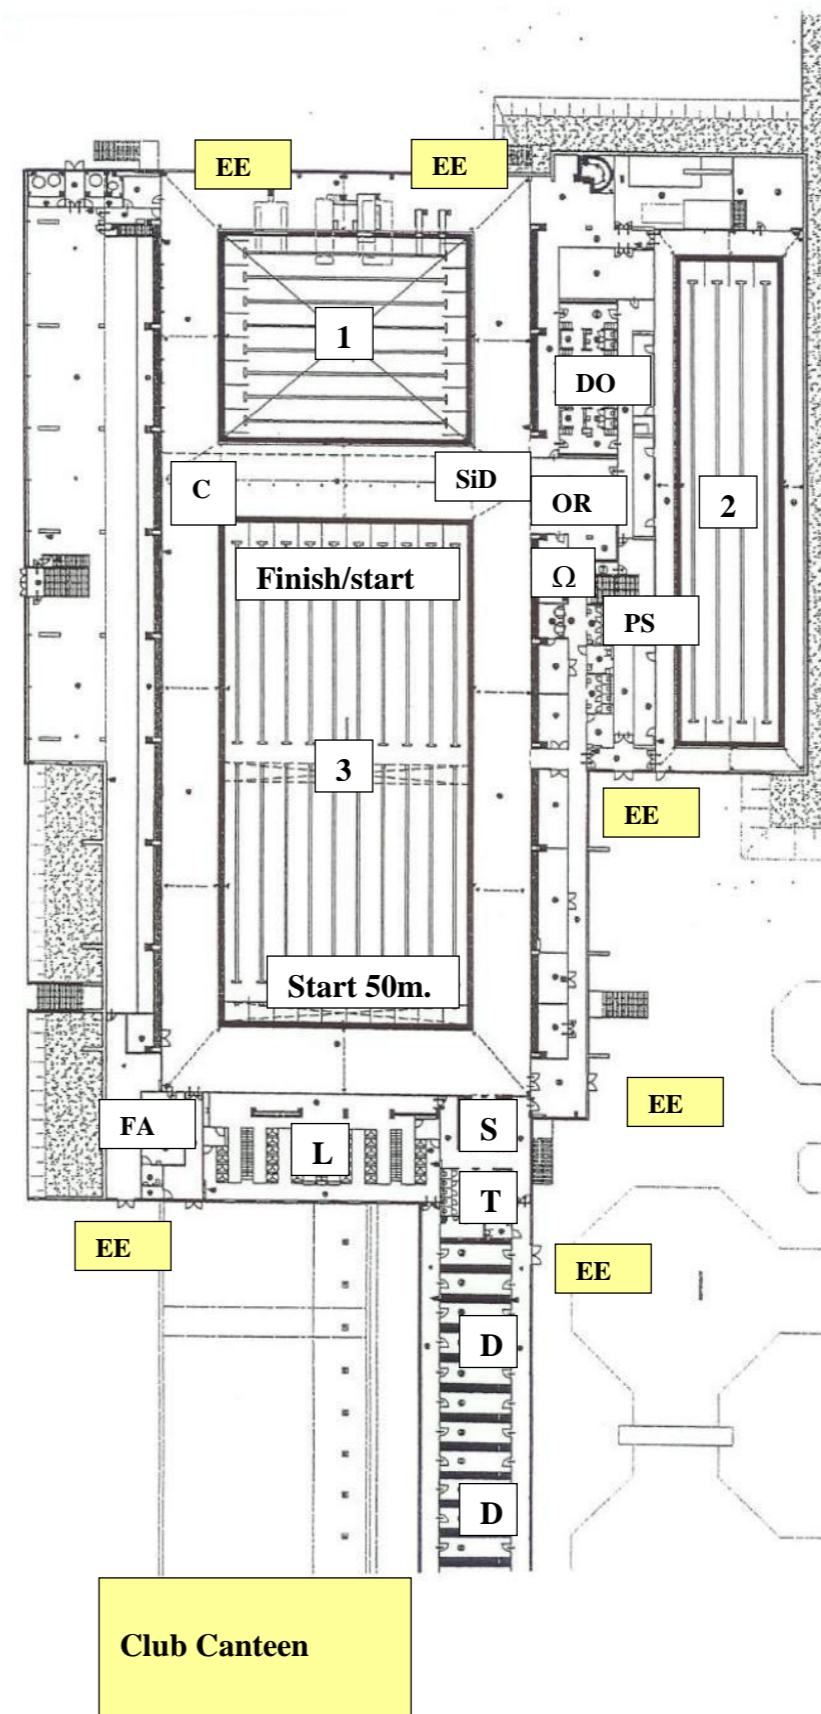 EE
EE
1
DO
C
SiD
OR
2
Finish/start
Ω
PS
3
EE
Start 50m.
EE
FA
L
S
T
EE
EE
D
D
Club Canteen